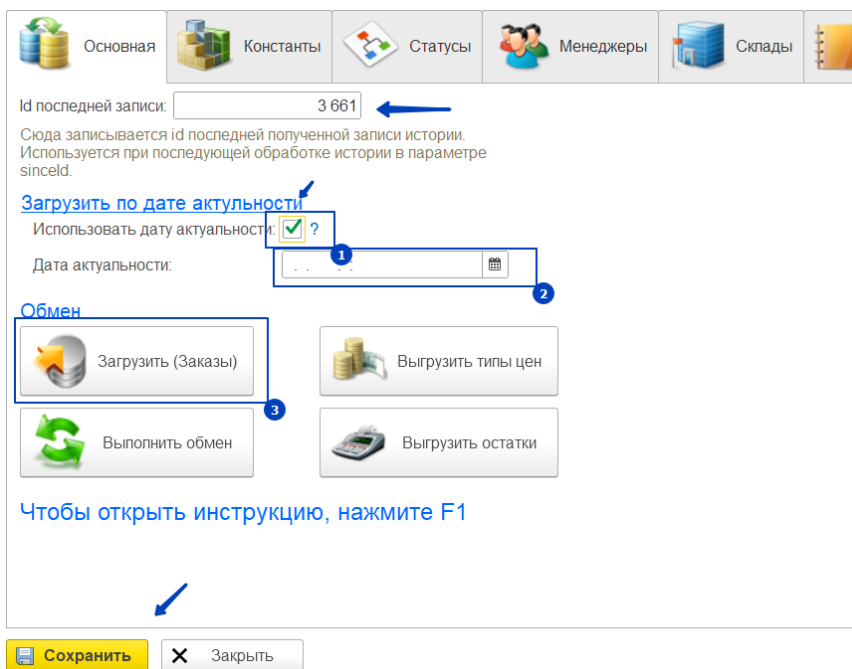 Основная Константы Статусы Менеджеры Склады
Id последней записи: 3 661
Сюда записывается id последней полученной записи истории.
Используется при последующей обработке истории в параметре
sinceId.
Загрузить по дате актульности
Использовать дату актуальности: ?
1
Дата актуальности: . . : :
2
Обмен
Загрузить (Заказы) Выгрузить типы цен
3
Выполнить обмен Выгрузить остатки
Чтобы открыть инструкцию, нажмите F1
Сохранить Закрыть